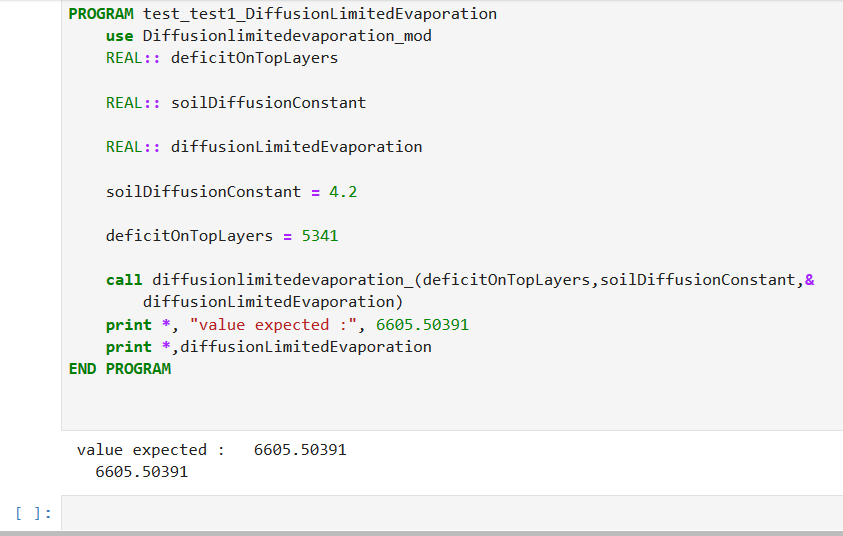 PROGRAM test_test1_DiffusionLimitedEvaporation
use Diffusionlimitedevaporation_mod
REAL:: deficitOnTopLayers
REAL:: soilDiffusionConstant
REAL:: diffusionLimitedEvaporation
soilDiffusionConstant = 4.2
deficitOnTopLayers = 5341
call diffusionlimitedevaporation_(deficitOnTopLayers,soilDiffusionConstant,&
diffusionLimitedEvaporation)
print *, "value expected :", 6605.50391
print *,diffusionLimitedEvaporation
END PROGRAM
value expected : 6605.50391
6605.50391
[ ]: